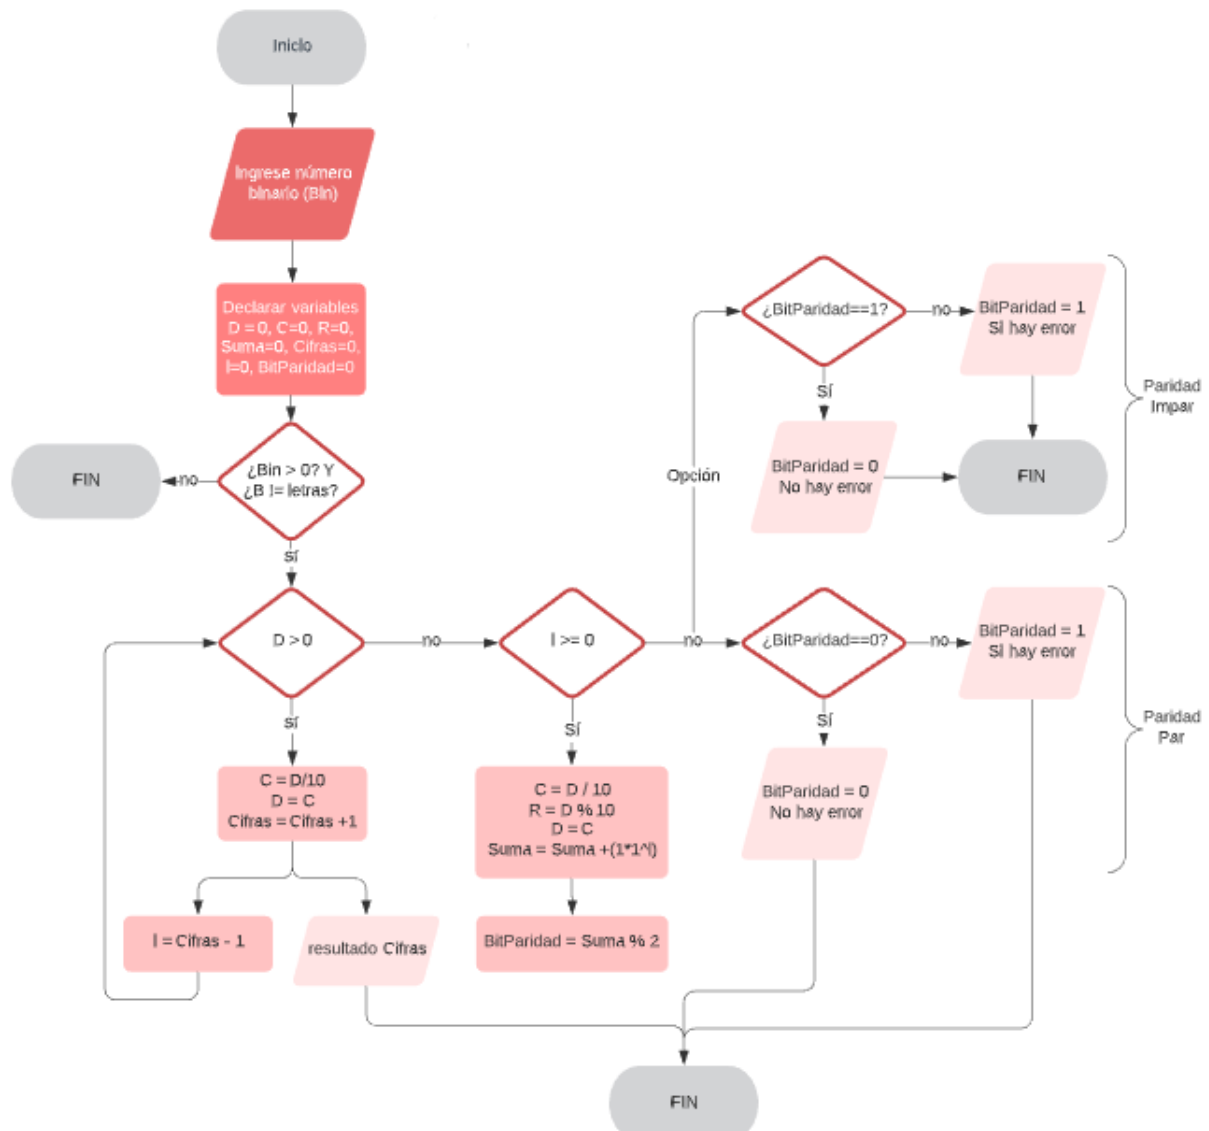 Inicio
Ingrese número
binario (Bin)
Declarar variables
D = 0, C=0, R=0,
Suma=0, Cifras=0,
I=0, BitParidad=0
¿Bin > 0? Y
¿B != letras?
no
FIN
sí
D > 0
no
sí
C = D/10
D = C
Cifras = Cifras +1
I = Cifras - 1
resultado Cifras
I >= 0
no
Sí
C = D / 10
R = D % 10
D = C
Suma = Suma +(1*1^I)
BitParidad = Suma % 2
Opción
¿BitParidad==1?
no
BitParidad = 1
Si hay error
Sí
BitParidad = 0
No hay error
FIN
Paridad
Impar
¿BitParidad==0?
no
BitParidad = 1
Si hay error
Sí
BitParidad = 0
No hay error
Paridad
Par
FIN